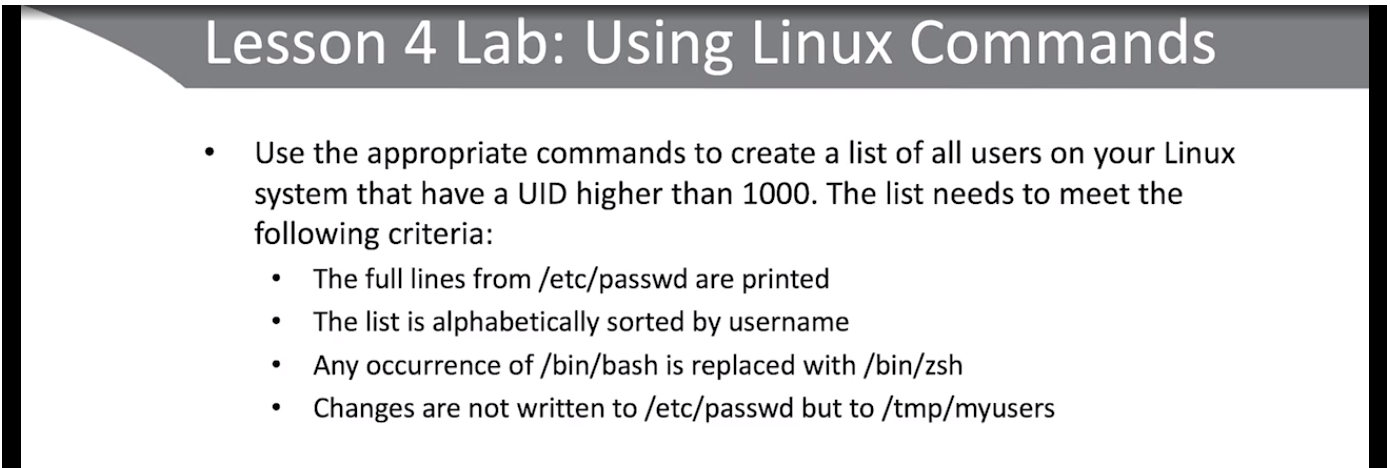 Lesson 4 Lab: Using Linux Commands
• Use the appropriate commands to create a list of all users on your Linux
system that have a UID higher than 1000. The list needs to meet the
following criteria:
• The full lines from /etc/passwd are printed
• The list is alphabetically sorted by username
• Any occurrence of /bin/bash is replaced with /bin/zsh
• Changes are not written to /etc/passwd but to /tmp/myusers